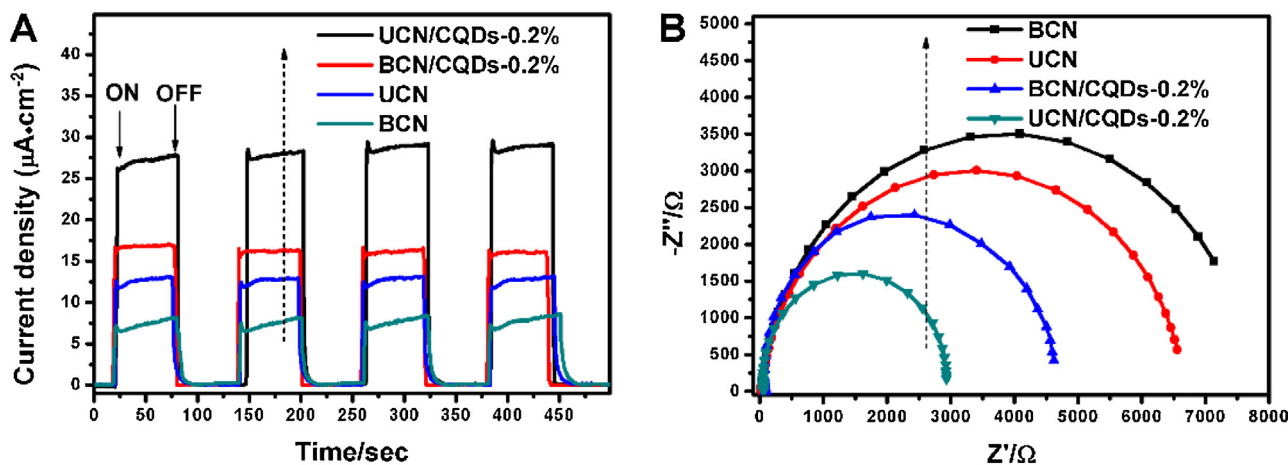 A
UCN/CQDs-0.2%
BCN/CQDs-0.2%
UCN
BCN
ON
OFF
40
35
30
25
20
15
10
5
0
Current density (μA•cm-2)
0 50 100 150 200 250 300 350 400 450
Time/sec
B
BCN
UCN
BCN/CQDs-0.2%
UCN/CQDs-0.2%
5000
4500
4000
3500
3000
2500
2000
1500
1000
500
0
-Z"/Ω
0 1000 2000 3000 4000 5000 6000 7000 8000
Z'/Ω